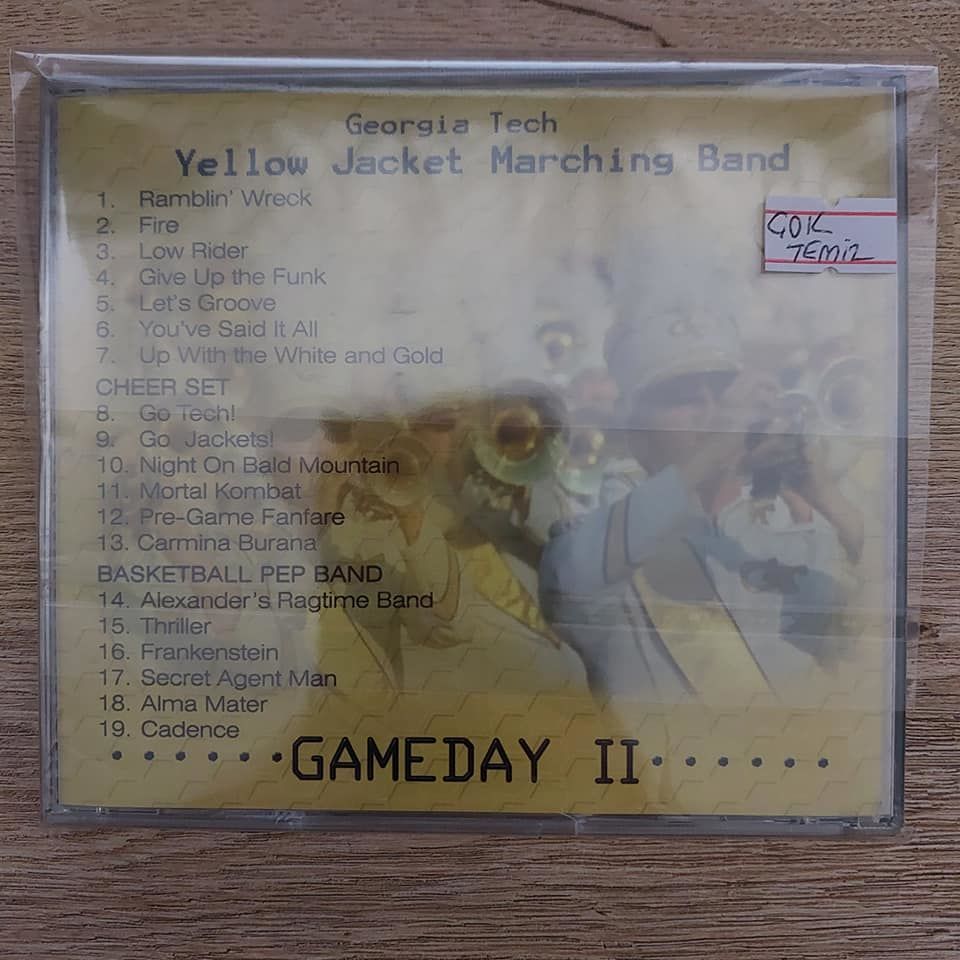 Georgia Tech
Yellow Jacket Marching Band
1. Ramblin' Wreck
2. Fire
3. Low Rider
4. Give Up the Funk
5. Let's Groove
6. You've Said It All
7. Up With the White and Gold
CHEER SET
8. Go Tech!
9. Go Jackets!
10. Night On Bald Mountain
11. Mortal Kombat
12. Pre-Game Fanfare
13. Carmina Burana
BASKETBALL PEP BAND
14. Alexander's Ragtime Band
15. Thriller
16. Frankenstein
17. Secret Agent Man
18. Alma Mater
19. Cadence
GAMEDAY II
ÇOK
TEMİZ